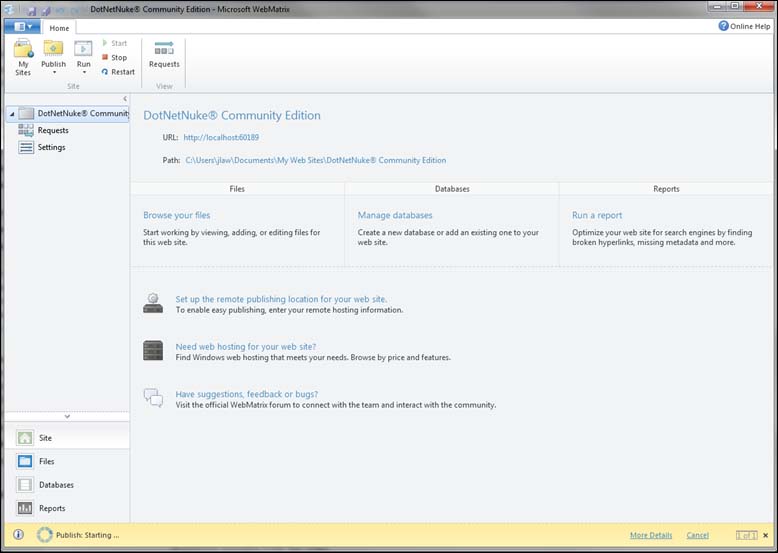 DotNetNuke® Community Edition - Microsoft WebMatrix
Home
Online Help
My Sites
Publish
Run
Start
Stop
Restart
Requests
Site
View
DotNetNuke® Community
Requests
Settings
DotNetNuke® Community Edition
URL: http://localhost:60189
Path: C:\Users\jlaw\Documents\My Web Sites\DotNetNuke® Community Edition
Files
Databases
Reports
Browse your files
Start working by viewing, adding, or editing files for
this web site.
Manage databases
Create a new database or add an existing one to your
web site.
Run a report
Optimize your web site for search engines by finding
broken hyperlinks, missing metadata and more.
Set up the remote publishing location for your web site.
To enable easy publishing, enter your remote hosting information.
Need web hosting for your web site?
Find Windows web hosting that meets your needs. Browse by price and features.
Have suggestions, feedback or bugs?
Visit the official WebMatrix forum to connect with the team and interact with the community.
Site
Files
Databases
Reports
Publish: Starting ...
More Details
Cancel
1 of 1